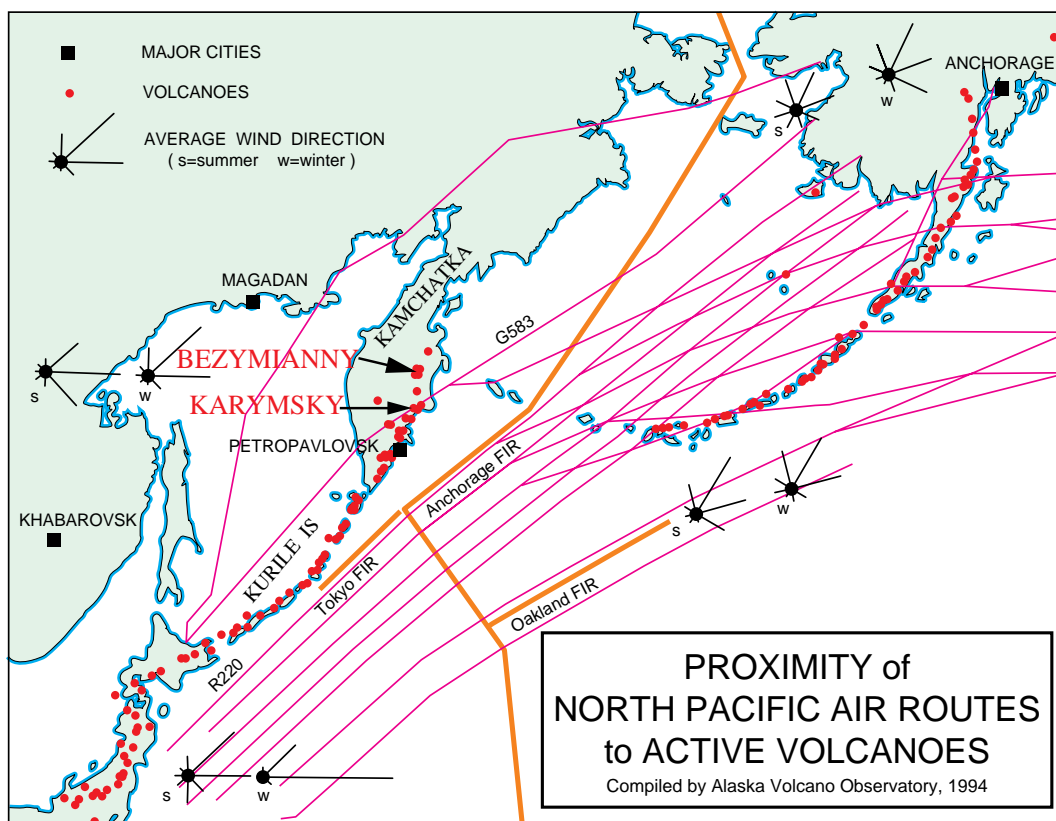 MAJOR CITIES
VOLCANOES
AVERAGE WIND DIRECTION
( s=summer w=winter )
w
ANCHORAGE
s
KAMCHATKA
MAGADAN
G583
BEZYMIANNY
s
w
KARYMSKY
PETROPAVLOVSK
Anchorage FIR
KHABAROVSK
s
w
KURILE IS
Tokyo FIR
Oakland FIR
R220
PROXIMITY of
NORTH PACIFIC AIR ROUTES
to ACTIVE VOLCANOES
Compiled by Alaska Volcano Observatory, 1994
s
w